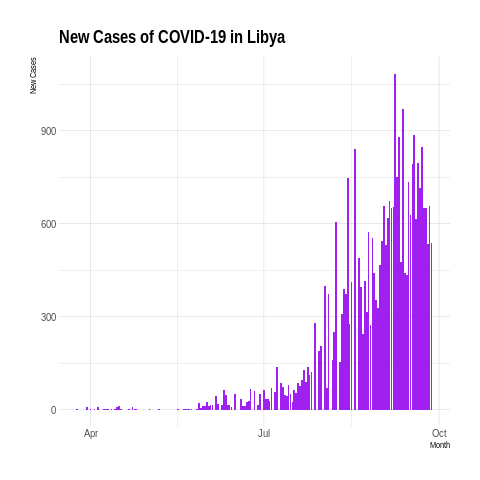 New Cases of COVID-19 in Libya
New Cases
900
600
300
0
Apr
Jul
Oct
Month